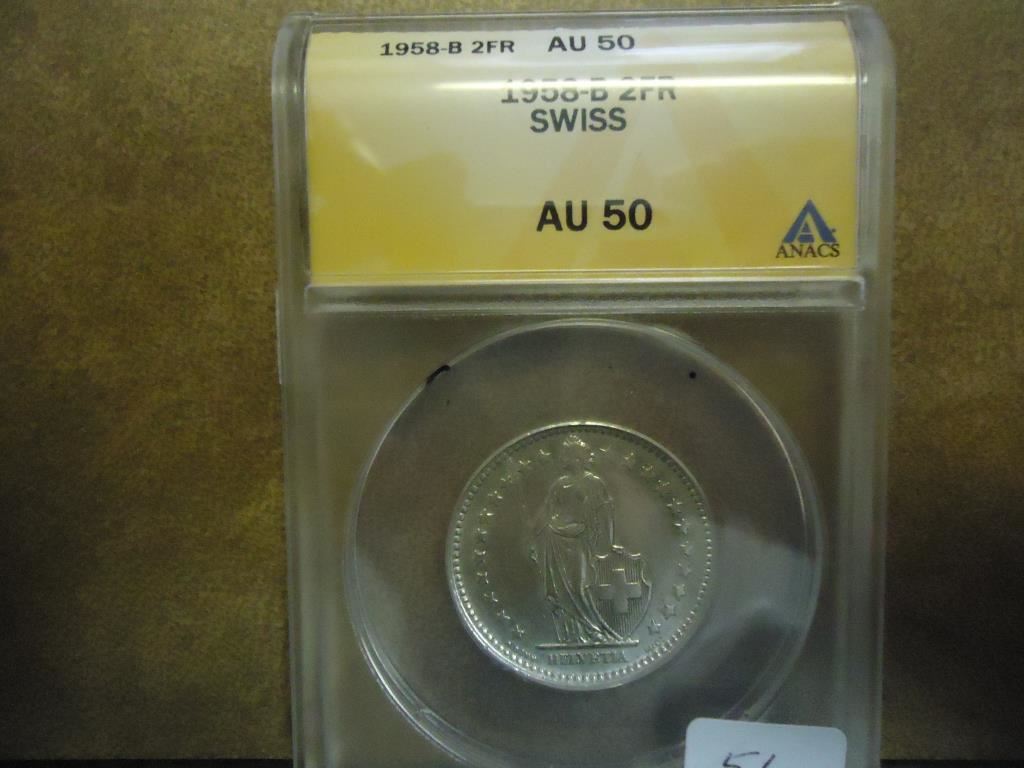 1958-B 2FR AU 50
1958-B 2FR
SWISS
AU 50
ANACS
HELVETIA